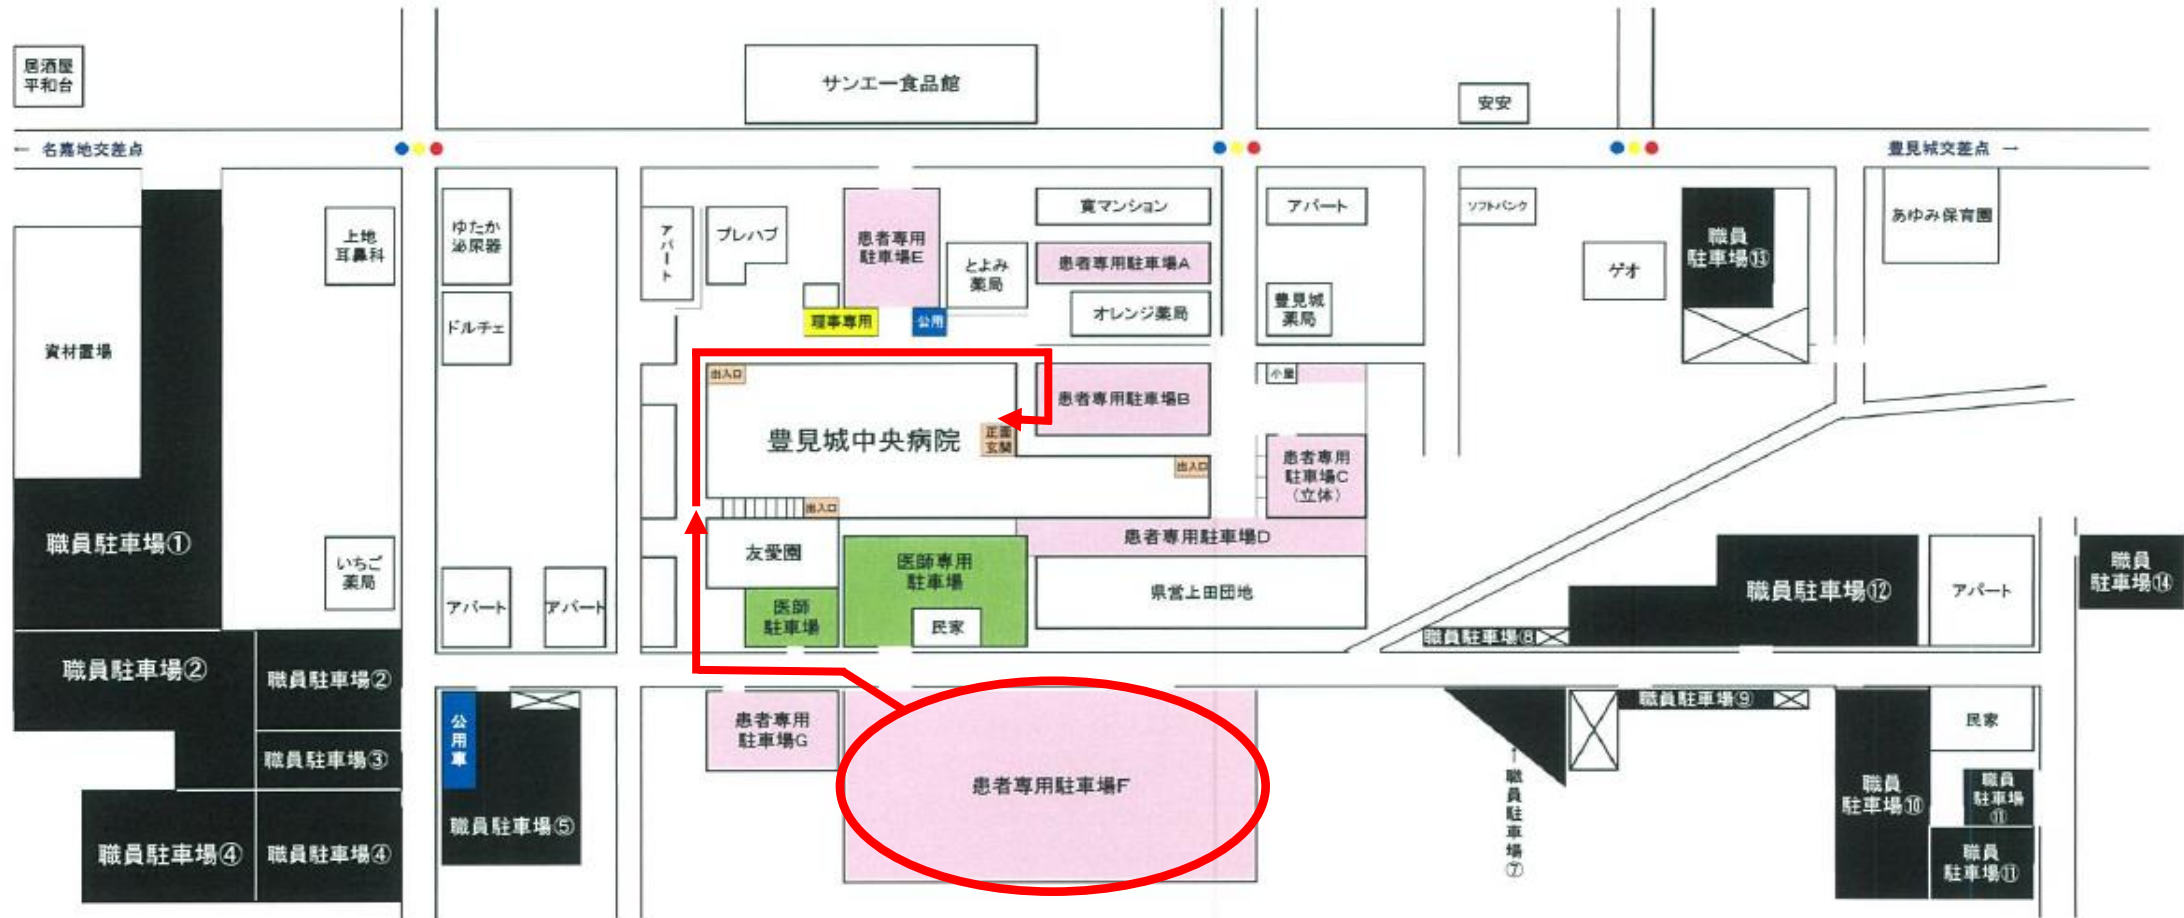 居酒屋
平和台
サンエー食品館
安安
← 名嘉地交差点
豊見城交差点 →
上地
耳鼻科
ゆたか
泌尿器
アパート
プレハブ
患者専用
駐車場E
とよみ
薬局
寛マンション
患者専用駐車場A
オレンジ薬局
アパート
豊見城
薬局
ソフトバンク
ゲオ
職員
駐車場⑬
あゆみ保育園
資材置場
ドルチェ
理事専用
公用
出入口
豊見城中央病院
正面
玄関
患者専用駐車場B
小屋
出入口
患者専用
駐車場C
(立体)
出入口
職員駐車場①
いちご
薬局
アパート
アパート
友愛園
医師
駐車場
医師専用
駐車場
民家
患者専用駐車場D
県営上田団地
職員駐車場⑧
職員駐車場⑫
アパート
職員
駐車場⑭
職員駐車場②
職員駐車場②
職員駐車場③
職員駐車場④
職員駐車場④
公用車
職員駐車場⑤
患者専用
駐車場G
患者専用駐車場F
←職員駐車場⑦
職員駐車場⑨
職員
駐車場⑩
民家
職員
駐車場
⑪
職員
駐車場⑪